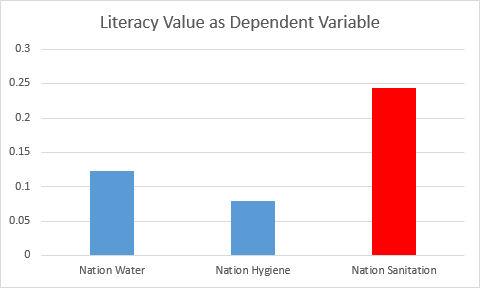 Literacy Value as Dependent Variable
0.3
0.25
0.2
0.15
0.1
0.05
0
Nation Water
Nation Hygiene
Nation Sanitation